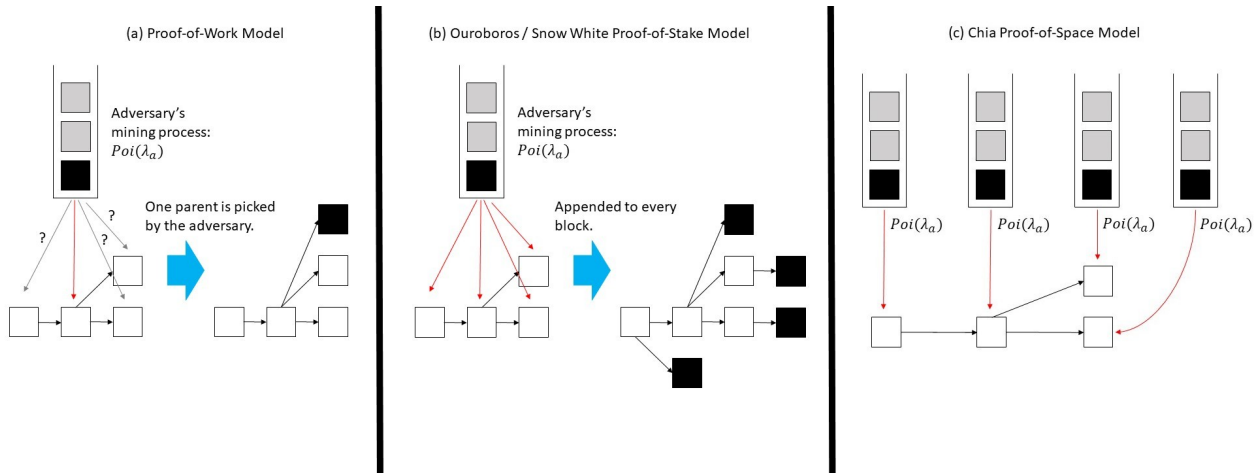 (a) Proof-of-Work Model
Adversary's
mining process:
Poi(λₐ)
?
?
?
One parent is picked
by the adversary.
(b) Ouroboros / Snow White Proof-of-Stake Model
Adversary's
mining process:
Poi(λₐ)
Appended to every
block.
(c) Chia Proof-of-Space Model
Poi(λₐ)
Poi(λₐ)
Poi(λₐ)
Poi(λₐ)